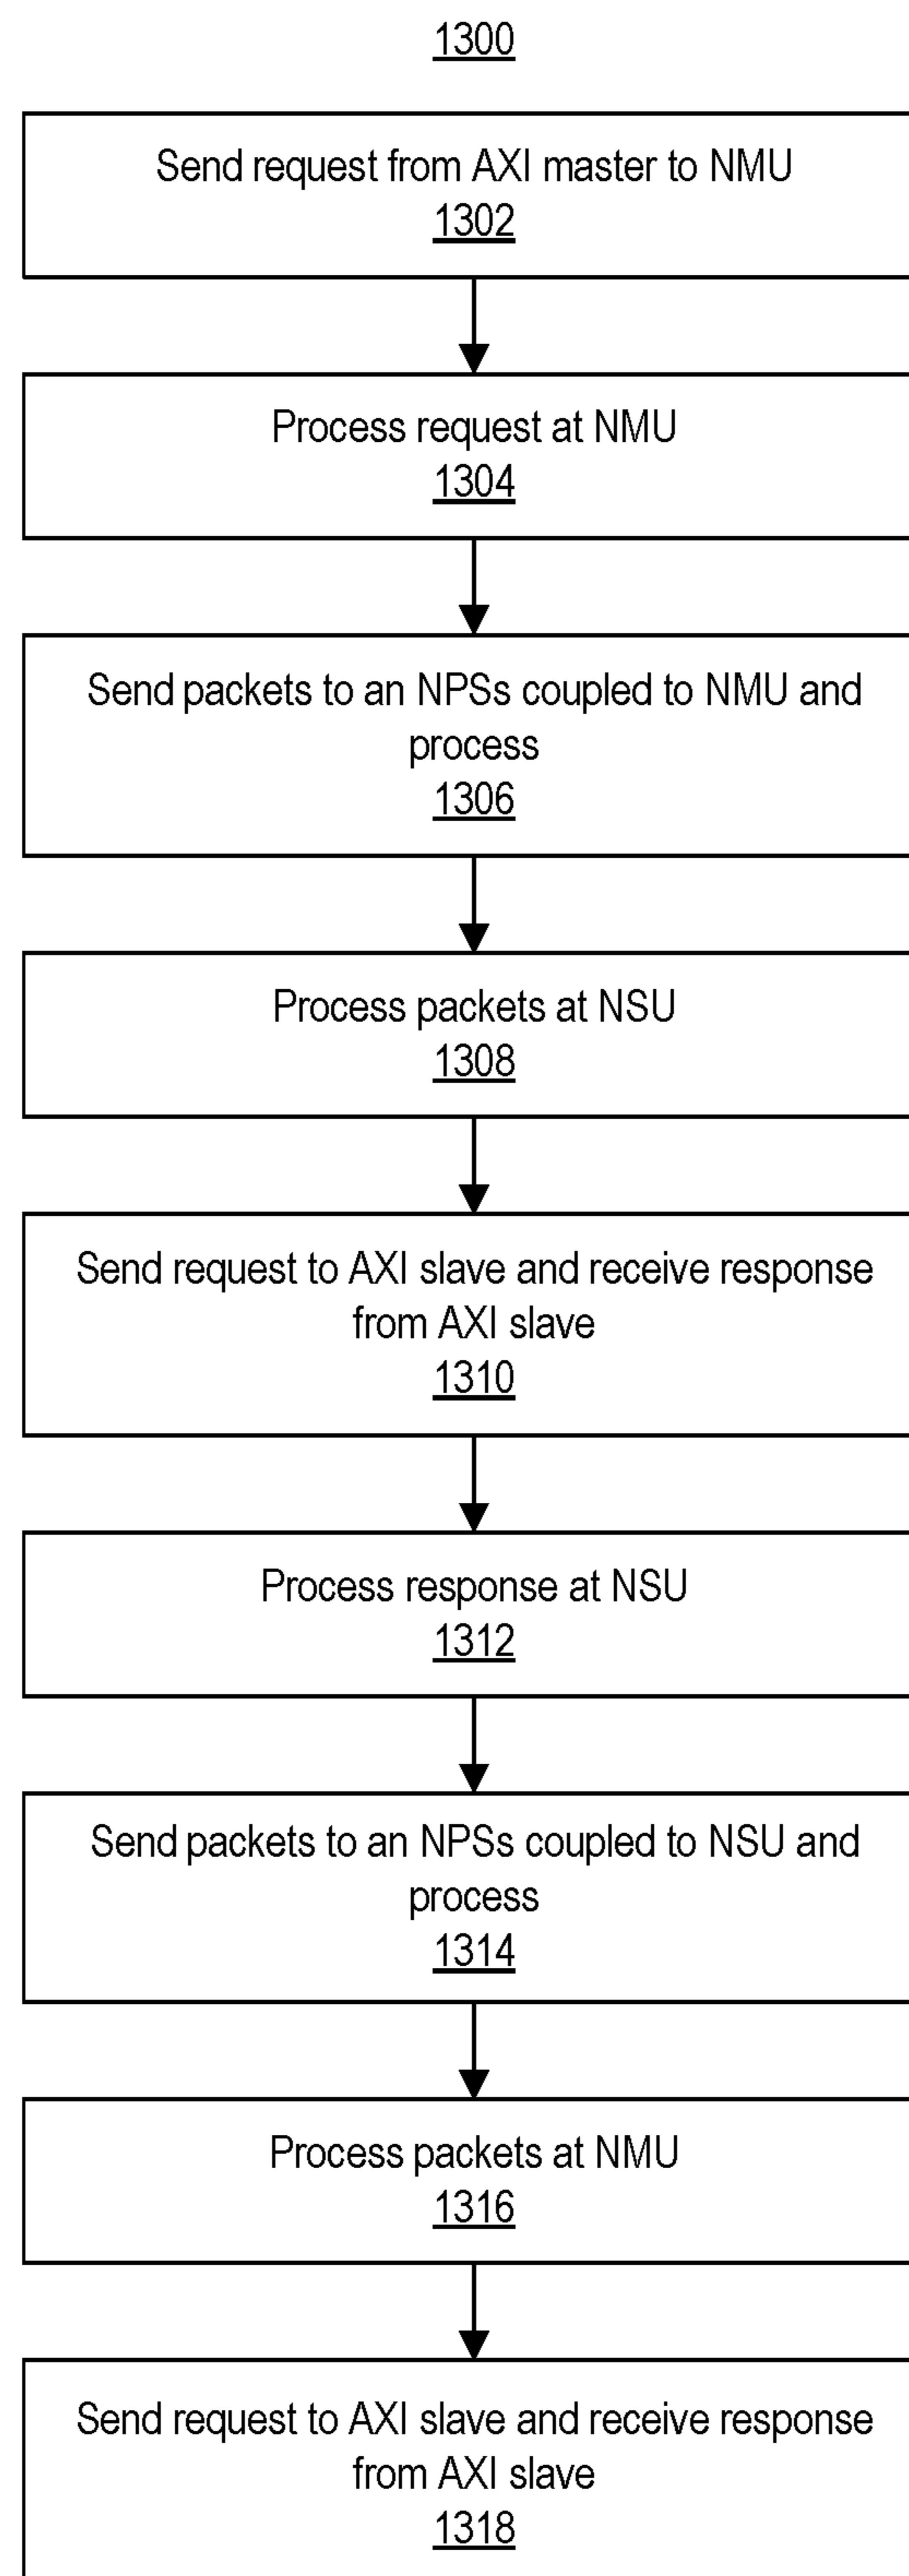 1300
Send request from AXI master to NMU
1302
Process request at NMU
1304
Send packets to an NPSs coupled to NMU and
process
1306
Process packets at NSU
1308
Send request to AXI slave and receive response
from AXI slave
1310
Process response at NSU
1312
Send packets to an NPSs coupled to NSU and
process
1314
Process packets at NMU
1316
Send request to AXI slave and receive response
from AXI slave
1318